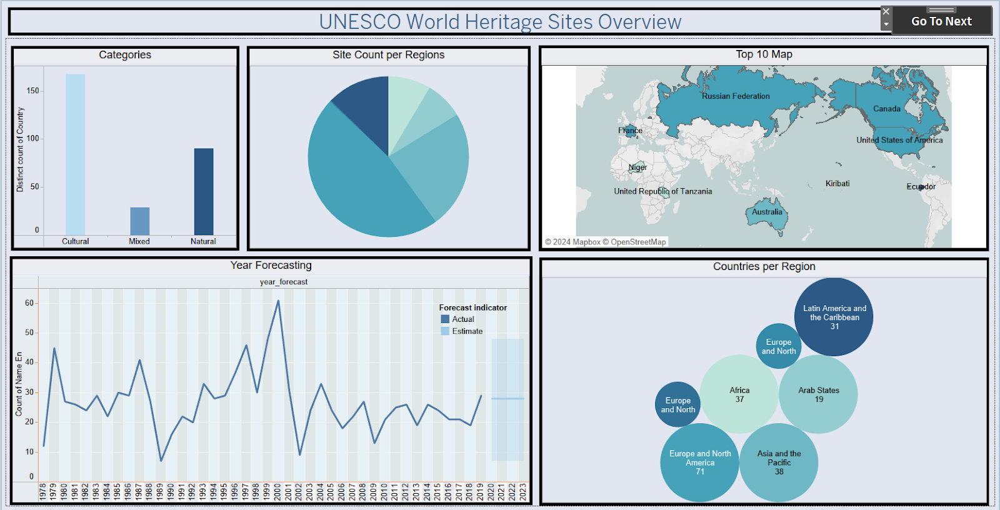 UNESCO World Heritage Sites Overview
Go To Next
Categories
Distinct count of Country
150
100
50
0
Cultural
Mixed
Natural
Site Count per Regions
Top 10 Map
Russian Federation
Canada
France
United States of America
Niger
Kiribati
Ecuador
United Republic of Tanzania
Australia
© 2024 Mapbox © OpenStreetMap
Year Forecasting
year_forecast
Count of Name En
60
50
40
30
20
10
0
Forecast indicator
Actual
Estimate
1978
1979
1980
1981
1982
1983
1984
1985
1986
1987
1988
1989
1990
1991
1992
1993
1994
1995
1996
1997
1998
1999
2000
2001
2002
2003
2004
2005
2006
2007
2008
2009
2010
2011
2012
2013
2014
2015
2016
2017
2018
2019
2020
2021
2022
2023
Countries per Region
Latin America and
the Caribbean
31
Europe
and North
Africa
37
Arab States
19
Europe
and North
Europe and North
America
71
Asia and the
Pacific
38